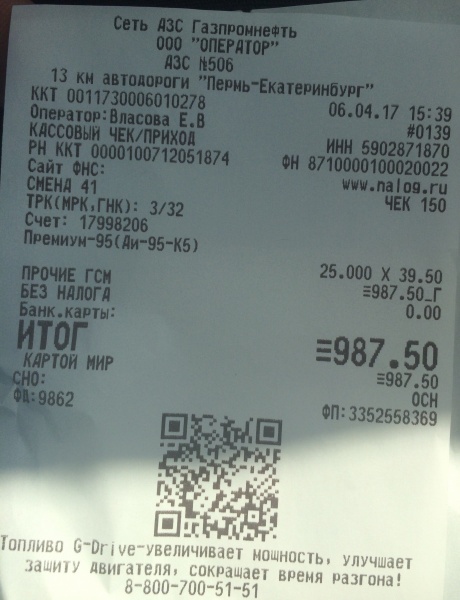 Сеть АЗС Газпромнефть
ООО "ОПЕРАТОР"
АЗС №506
13 км автодороги "Пермь-Екатеринбург"
ККТ 0011730006010278 06.04.17 15:39
Оператор:Власова Е.В #0139
КАССОВЫЙ ЧЕК/ПРИХОД ИНН 5902871870
РН ККТ 0000100712051874 ФН 8710000100020022
Сайт ФНС: www.nalog.ru
СМЕНА 41 ЧЕК 150
ТРК(МРК,ГНК): 3/32
Счет: 17998206
Премиум-95(Аи-95-К5)
ПРОЧИЕ ГСМ 25.000 X 39.50
БЕЗ НАЛОГА ≡987.50_Г
Банк.карты: 0.00
ИТОГ ≡987.50
КАРТОЙ МИР ≡987.50
СНО: ОСН
ФД:9862 ФП:3352558369
Топливо G-Drive-увеличивает мощность, улучшает
защиту двигателя, сокращает время разгона!
8-800-700-51-51